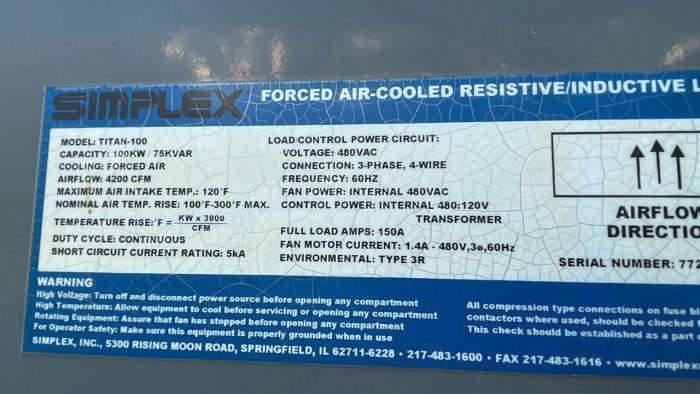 SIMPLEX
FORCED AIR-COOLED RESISTIVE/INDUCTIVE L
MODEL: TITAN-100
CAPACITY: 100KW / 75KVAR
COOLING: FORCED AIR
AIRFLOW: 4200 CFM
MAXIMUM AIR INTAKE TEMP.: 120°F
NOMINAL AIR TEMP. RISE: 100°F-300°F MAX.
TEMPERATURE RISE:°F = KW x 3000
CFM
DUTY CYCLE: CONTINUOUS
SHORT CIRCUIT CURRENT RATING: 5kA
LOAD/CONTROL POWER CIRCUIT:
VOLTAGE: 480VAC
CONNECTION: 3-PHASE, 4-WIRE
FREQUENCY: 60HZ
FAN POWER: INTERNAL 480VAC
CONTROL POWER: INTERNAL 480:120V
TRANSFORMER
FULL LOAD AMPS: 150A
FAN MOTOR CURRENT: 1.4A - 480V,3ø,60Hz
ENVIRONMENTAL: TYPE 3R
AIRFLOW
DIRECTIO
SERIAL NUMBER: 772
WARNING
High Voltage: Turn off and disconnect power source before opening any compartment
High Temperature: Allow equipment to cool before servicing or opening any compartment
Rotating Equipment: Assure that fan has stopped before opening any compartment
For Operator Safety: Make sure this equipment is properly grounded when in use
All compression type connections on fuse bl
contactors where used, should be checked f
This check should be established as a part
SIMPLEX, INC., 5300 RISING MOON ROAD, SPRINGFIELD, IL 62711-6228 • 217-483-1600 • FAX 217-483-1616 • www.simplex